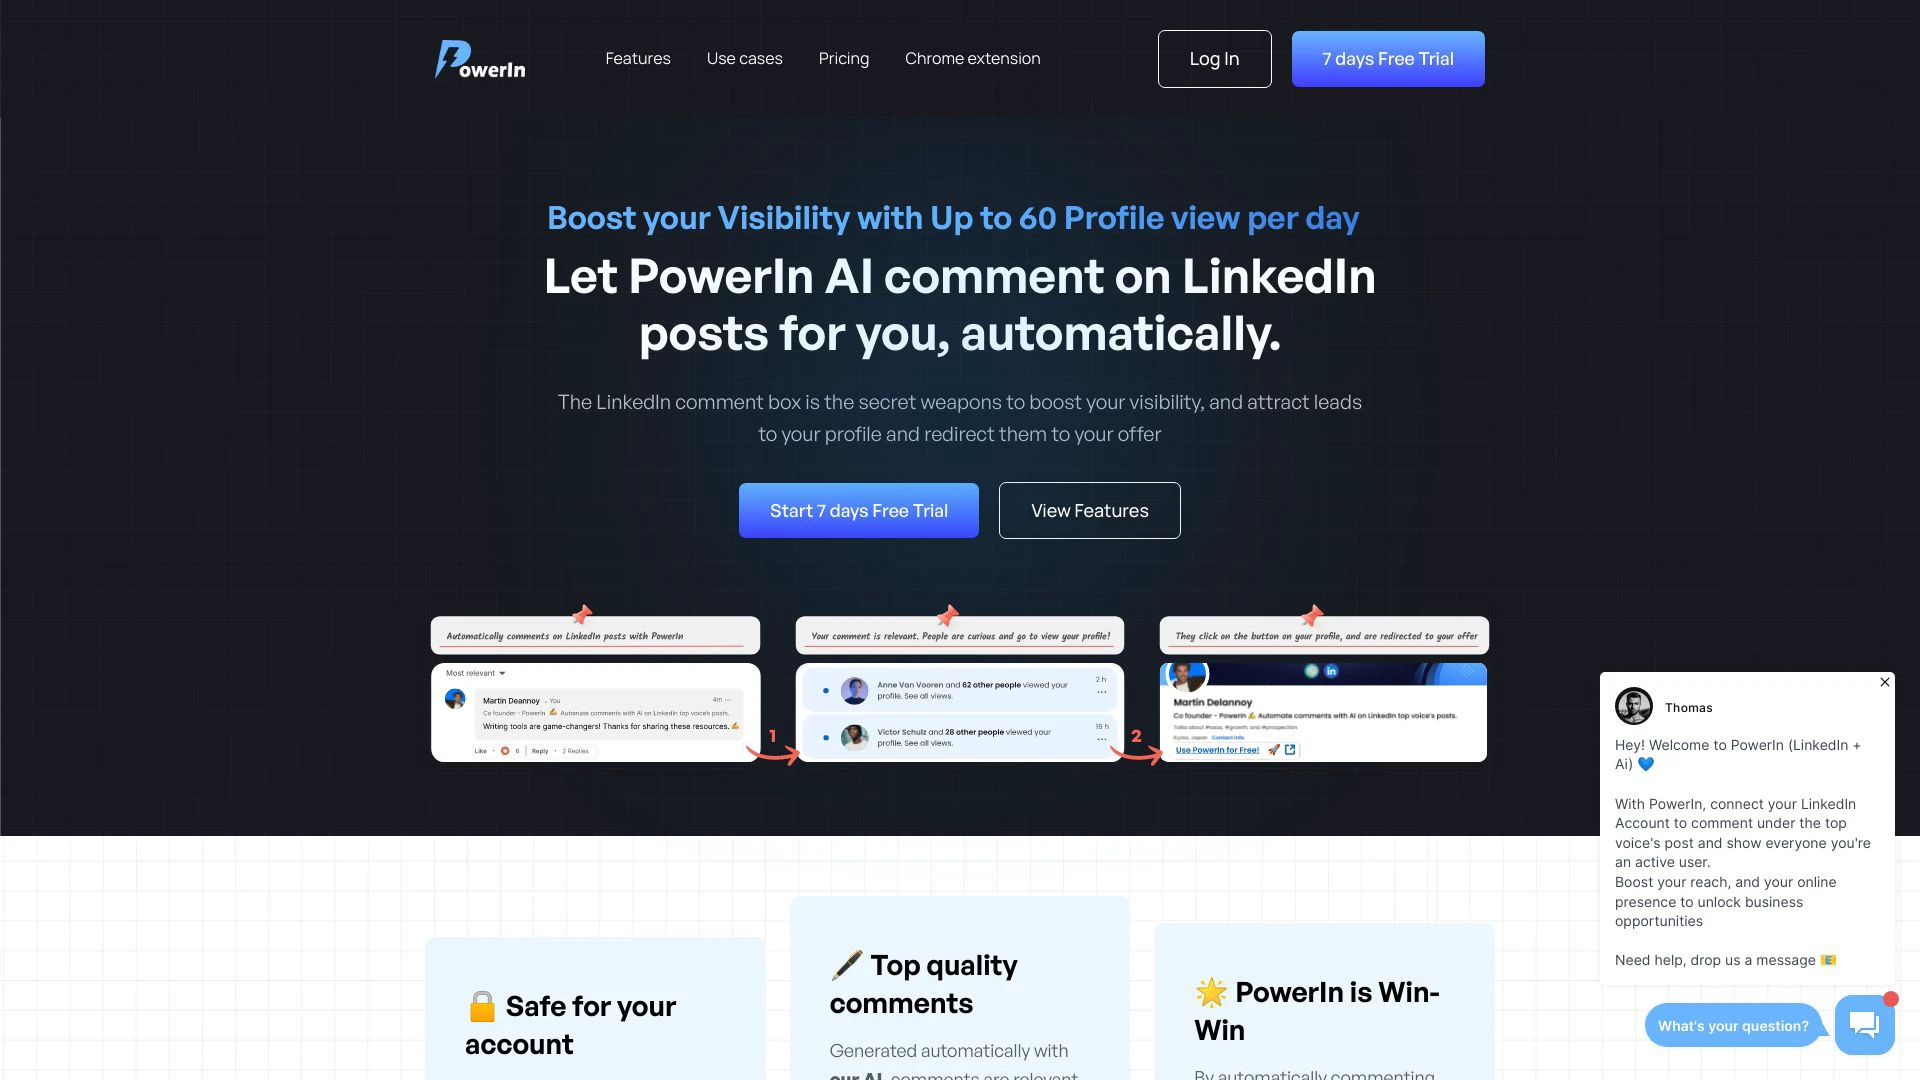 PowerIn
Features
Use cases
Pricing
Chrome extension
Log In
7 days Free Trial
Boost your Visibility with Up to 60 Profile view per day
Let PowerIn AI comment on LinkedIn
posts for you, automatically.
The LinkedIn comment box is the secret weapons to boost your visibility, and attract leads
to your profile and redirect them to your offer
Start 7 days Free Trial
View Features
Automatically comments on LinkedIn posts with PowerIn
Most relevant
Martin Deannoy . You
4m
Co founder - PowerIn ✍️ Automate comments with AI on LinkedIn top voice's posts.
Writing tools are game-changers! Thanks for sharing these resources. ✍️
Like · 6 | Reply · 2 Replies
1
Your comment is relevant. People are curious and go to view your profile!
Anne Van Vooren and 62 other people viewed your
profile. See all views.
2 h
Victor Schulz and 28 other people viewed your
profile. See all views.
19 h
2
They click on the button on your profile, and are redirected to your offer
in
Martin Delannoy
Co founder - PowerIn ✍️ Automate comments with AI on LinkedIn top voice's posts.
Talks about #saas, #growth, and #prospection
Kyoto, Japan · Contact info
Use PowerIn for Free! 🚀
Thomas
Hey! Welcome to PowerIn (LinkedIn +
Ai) 💙
With PowerIn, connect your LinkedIn
Account to comment under the top
voice's post and show everyone you're
an active user.
Boost your reach, and your online
presence to unlock business
opportunities
Need help, drop us a message 📧
What's your question?
🔒 Safe for your
account
🖋️ Top quality
comments
Generated automatically with
our AI, comments are relevant
🌟 PowerIn is Win-
Win
By automatically commenting